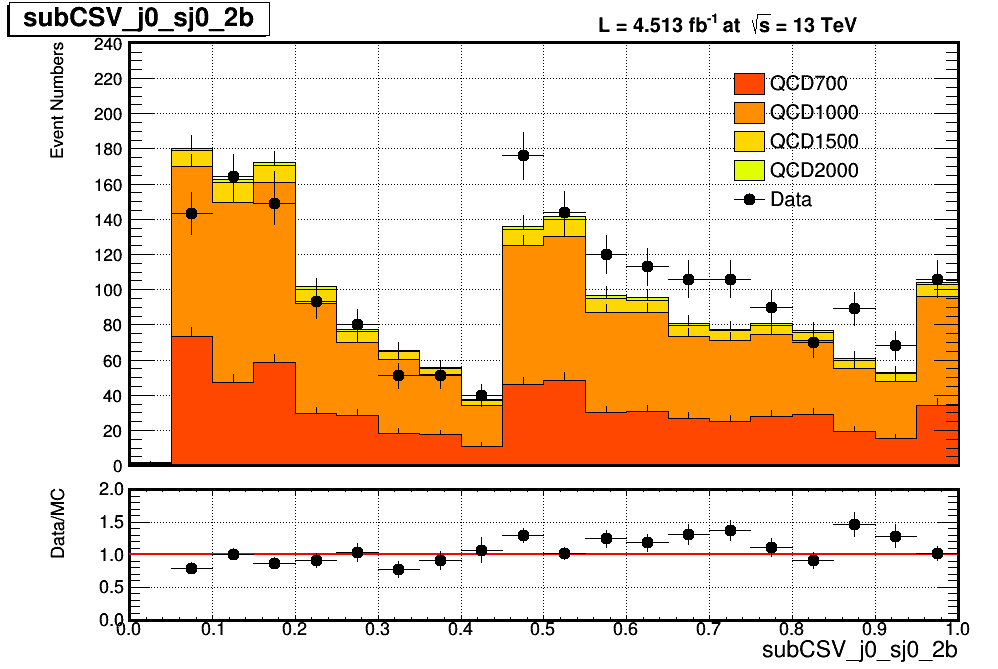 subCSV_j0_sj0_2b
L = 4.513 fb⁻¹ at √s = 13 TeV
Event Numbers
240
220
200
180
160
140
120
100
80
60
40
20
0
QCD700
QCD1000
QCD1500
QCD2000
Data
Data/MC
2.0
1.5
1.0
0.5
0.0
0.0 0.1 0.2 0.3 0.4 0.5 0.6 0.7 0.8 0.9 1.0
subCSV_j0_sj0_2b